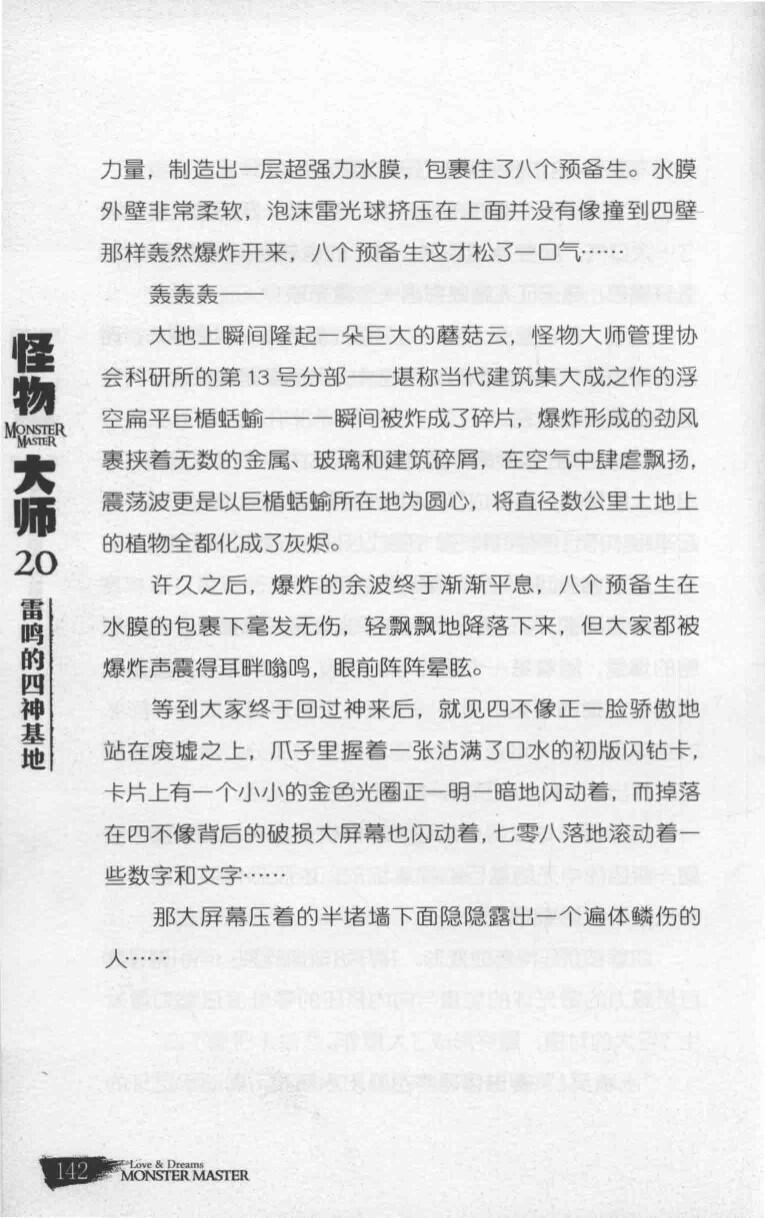 力量，制造出一层超强力水膜，包裹住了八个预备生。水膜
外壁非常柔软，泡沫雷光球挤压在上面并没有像撞到四壁
那样轰然爆炸开来，八个预备生这才松了一口气……
轰轰轰——
大地上瞬间隆起一朵巨大的蘑菇云，怪物大师管理协
会科研所的第13号分部——堪称当代建筑集大成之作的浮
空扁平巨楯蛞蝓——一瞬间被炸成了碎片，爆炸形成的劲风
裹挟着无数的金属、玻璃和建筑碎屑，在空气中肆虐飘扬，
震荡波更是以巨楯蛞蝓所在地为圆心，将直径数公里土地上
的植物全都化成了灰烬。
许久之后，爆炸的余波终于渐渐平息，八个预备生在
水膜的包裹下毫发无伤，轻飘飘地降落下来，但大家都被
爆炸声震得耳畔嗡鸣，眼前阵阵晕眩。
等到大家终于回过神来后，就见四不像正一脸骄傲地
站在废墟之上，爪子里握着一张沾满了口水的初版闪钻卡，
卡片上有一个小小的金色光圈正一明一暗地闪动着，而掉落
在四不像背后的破损大屏幕也闪动着，七零八落地滚动着一
些数字和文字……
那大屏幕压着的半堵墙下面隐隐露出一个遍体鳞伤的
人……
怪物
MONSTER
MASTER
大师
20
雷鸣的四神基地
142
Love & Dreams
MONSTER MASTER